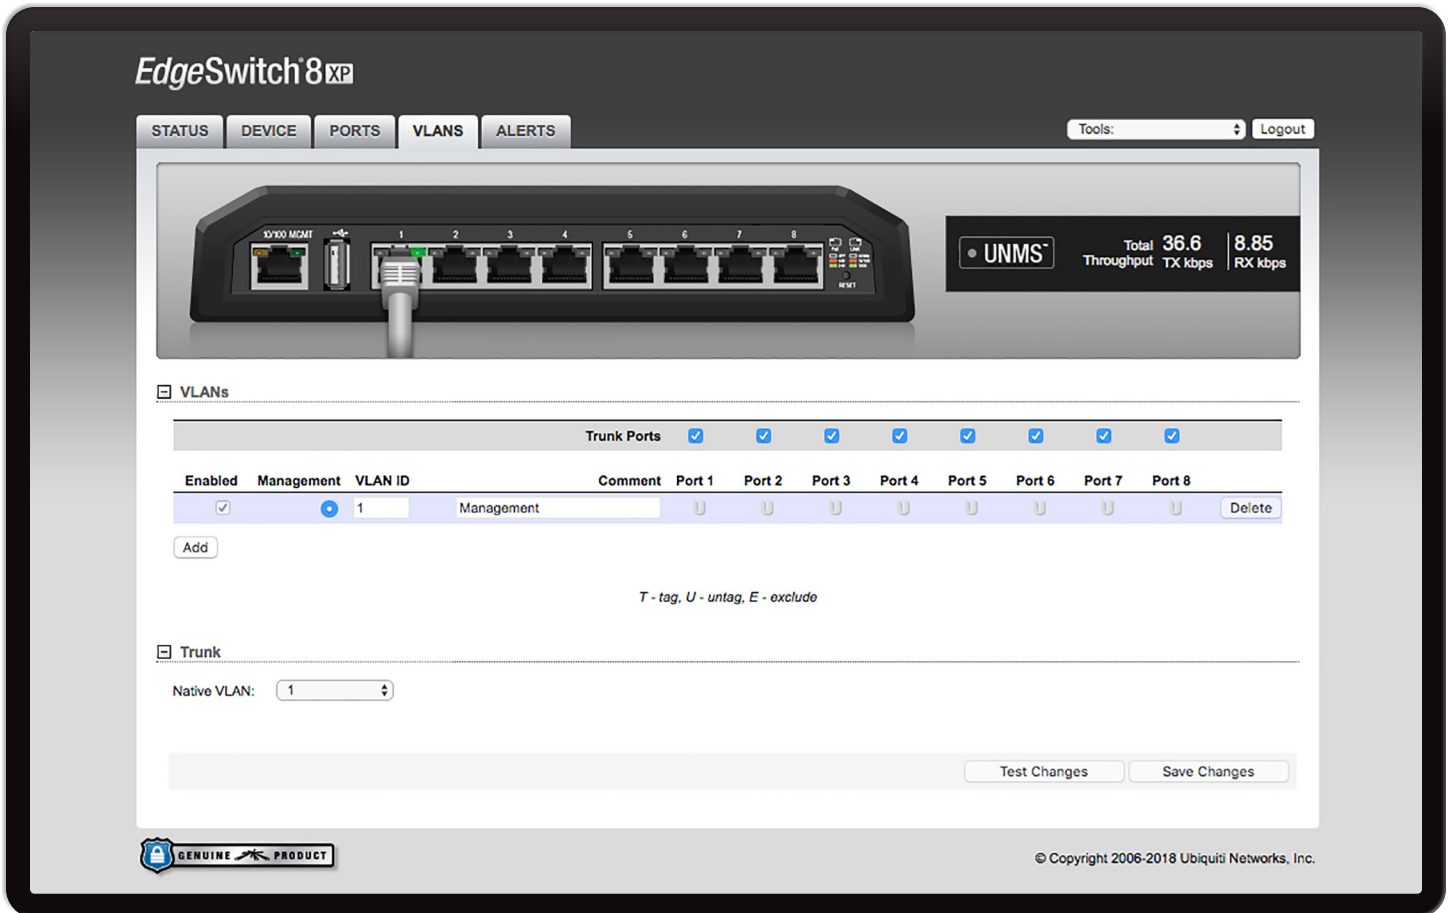 EdgeSwitch®8 XP
STATUS DEVICE PORTS VLANS ALERTS
Tools: Logout
10/100 MGMT 1 2 3 4 5 6 7 8
RESET
UNMS™ Total Throughput 36.6 TX kbps 8.85 RX kbps
VLANs
Trunk Ports
Enabled Management VLAN ID Comment Port 1 Port 2 Port 3 Port 4 Port 5 Port 6 Port 7 Port 8
1 Management U U U U U U U U Delete
Add
T - tag, U - untag, E - exclude
Trunk
Native VLAN: 1
Test Changes Save Changes
GENUINE PRODUCT
© Copyright 2006-2018 Ubiquiti Networks, Inc.